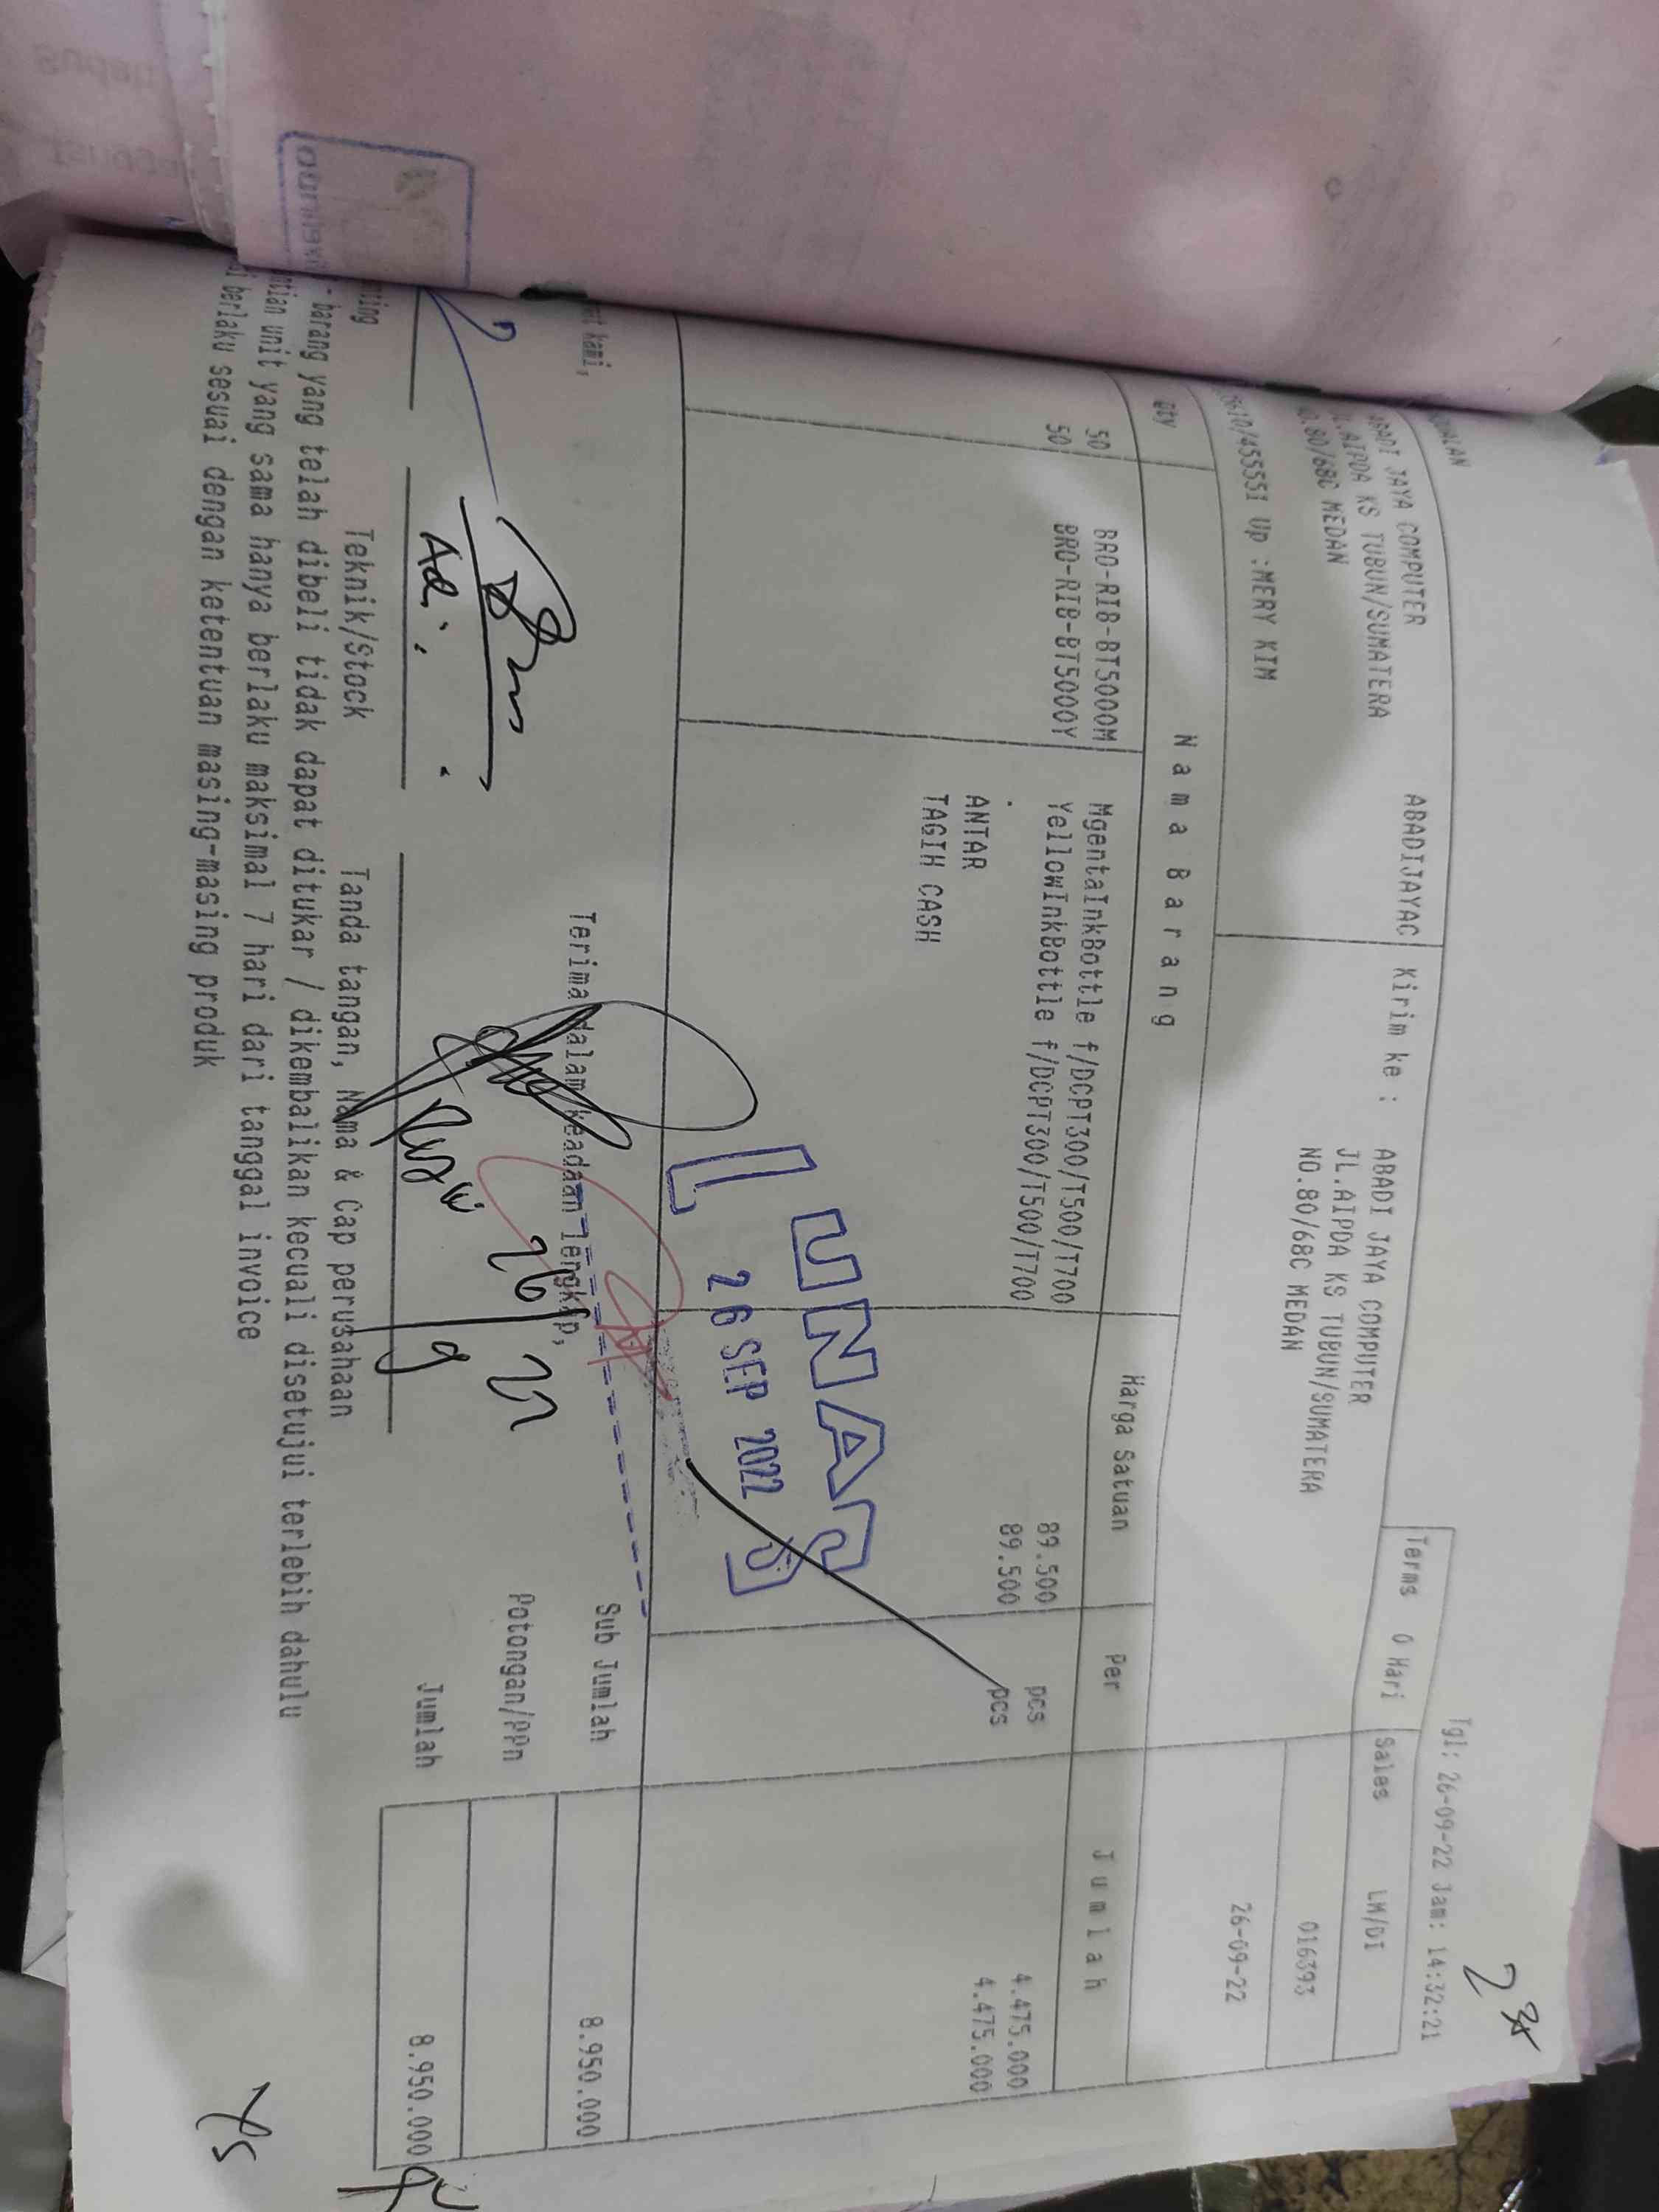 Tgl: 26-09-22 Jam: 14:32:21
ABADI JAYA COMPUTER
ABADIJAYAC
Kirim ke :
ABADI JAYA COMPUTER
Terms 0 Hari
Sales LM/DI
AIPDA KS TUBUN/SUMATERA
JL.AIPDA KS TUBUN/SUMATERA
016393
80/68C MEDAN
NO.80/68C MEDAN
26-09-22
455551 Up :MERY KIM
Qty
Nama Barang
Harga Satuan
Per
Jumlah
50 BRO-RIB-BT5000M MgentaInkBottle f/DCPT300/T500/T700 89.500 pcs 4.475.000
50 BRO-RIB-BT5000Y YellowInkBottle f/DCPT300/T500/T700 89.500 pcs 4.475.000
.
ANTAR
TAGIH CASH
LUNAS
26 SEP 2022
kami,
Terima dalam keadaan lengkap,
Sub Jumlah 8.950.000
Potongan/PPn
Jumlah 8.950.000
26/9 22
Teknik/Stock
Tanda tangan, Nama & Cap perusahaan
barang yang telah dibeli tidak dapat ditukar / dikembalikan kecuali disetujui terlebih dahulu
unit yang sama hanya berlaku maksimal 7 hari dari tanggal invoice
berlaku sesuai dengan ketentuan masing-masing produk